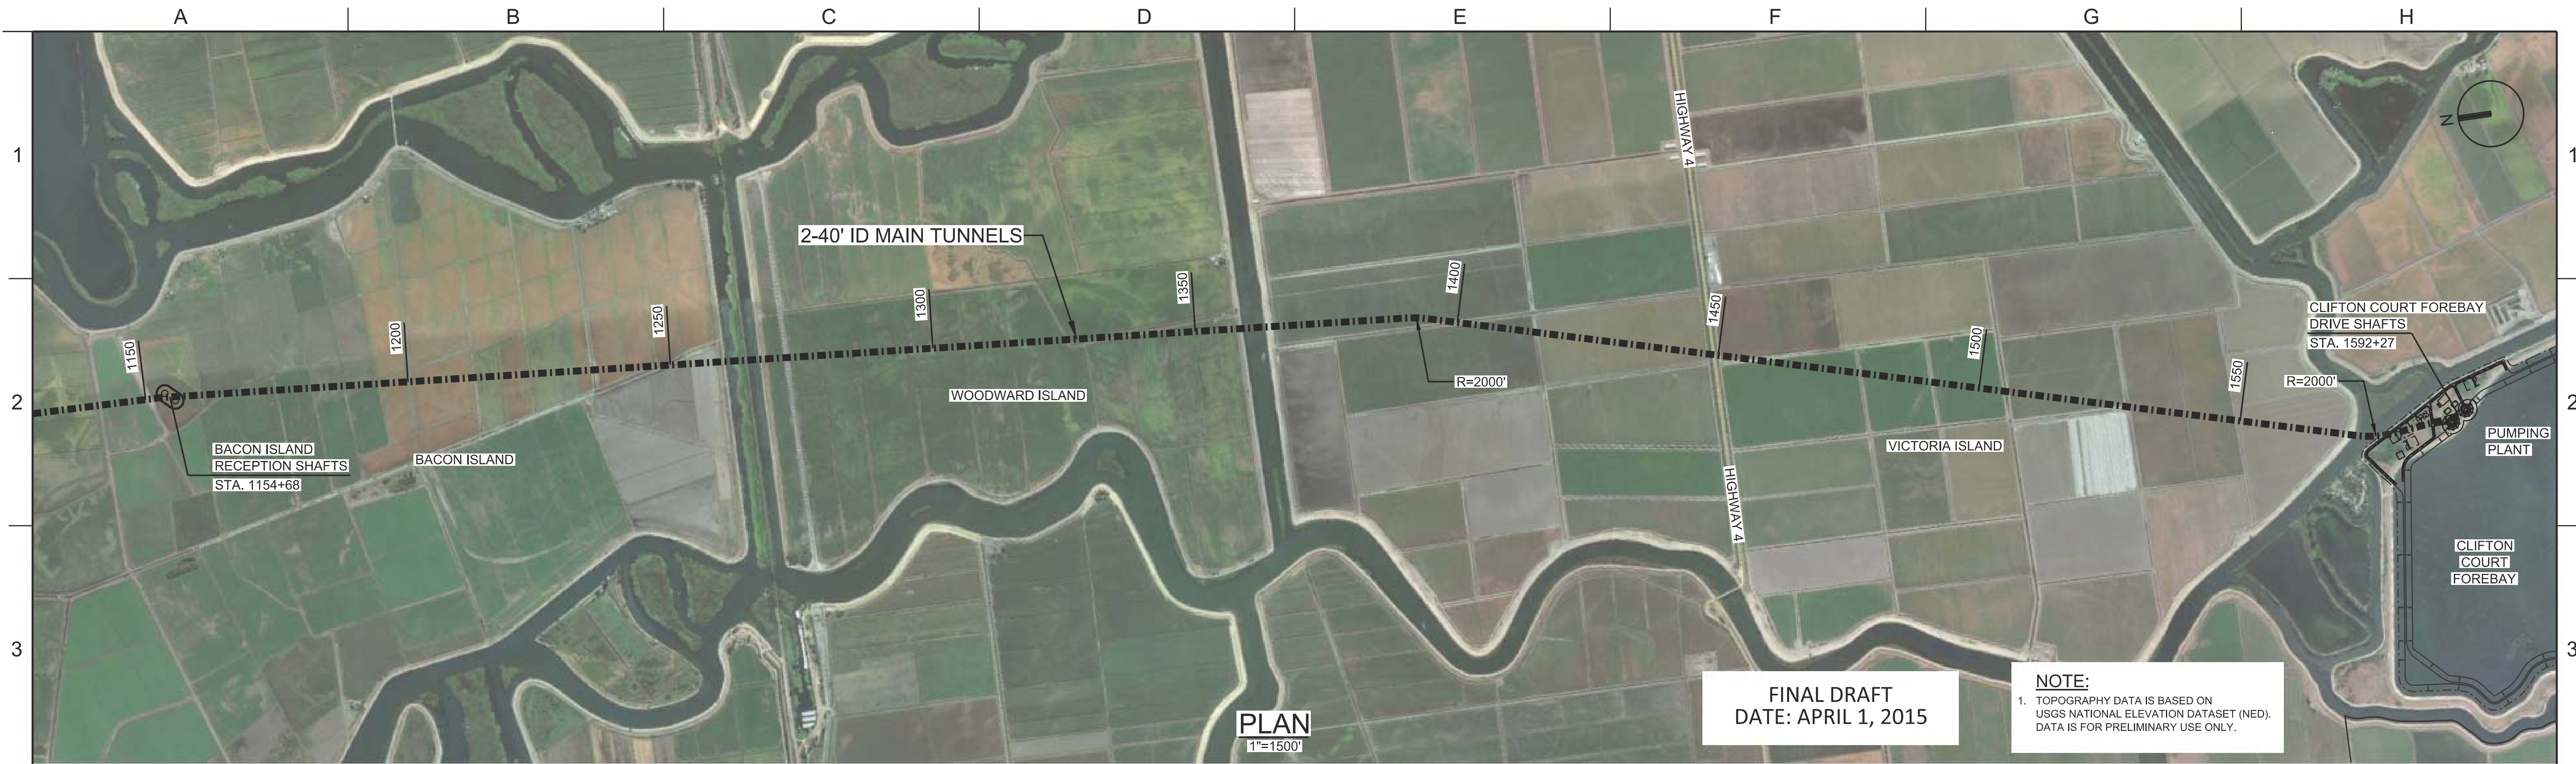 A B C D E F G H
1
1
2
2
3
3
HIGHWAY 4
N
2-40' ID MAIN TUNNELS
1150
1200
1250
1300
1350
1400
1450
1500
1550
CLIFTON COURT FOREBAY
DRIVE SHAFTS
STA. 1592+27
R=2000'
R=2000'
WOODWARD ISLAND
BACON ISLAND
RECEPTION SHAFTS
STA. 1154+68
BACON ISLAND
VICTORIA ISLAND
PUMPING
PLANT
HIGHWAY 4
CLIFTON
COURT
FOREBAY
PLAN
1"=1500'
FINAL DRAFT
DATE: APRIL 1, 2015
NOTE:
1. TOPOGRAPHY DATA IS BASED ON
USGS NATIONAL ELEVATION DATASET (NED).
DATA IS FOR PRELIMINARY USE ONLY.